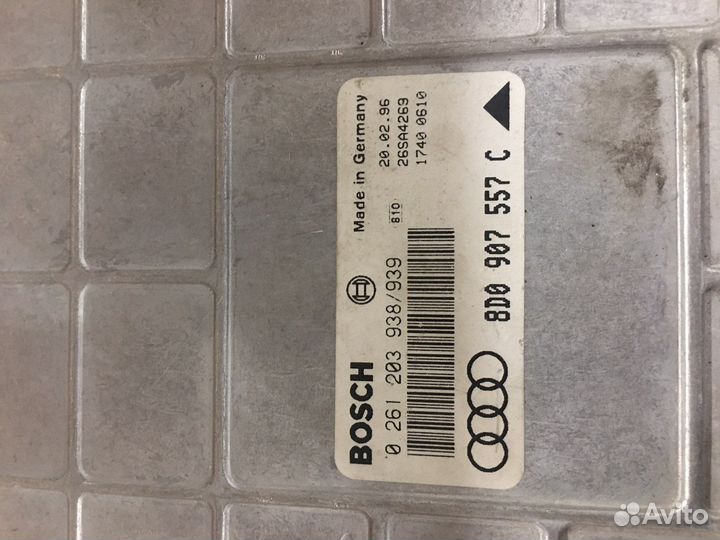 BOSCH
Made in Germany
0 261 203 938/939
810
20.02.96
26SA4269
1740 0610
8D0 907 557 C
Avito